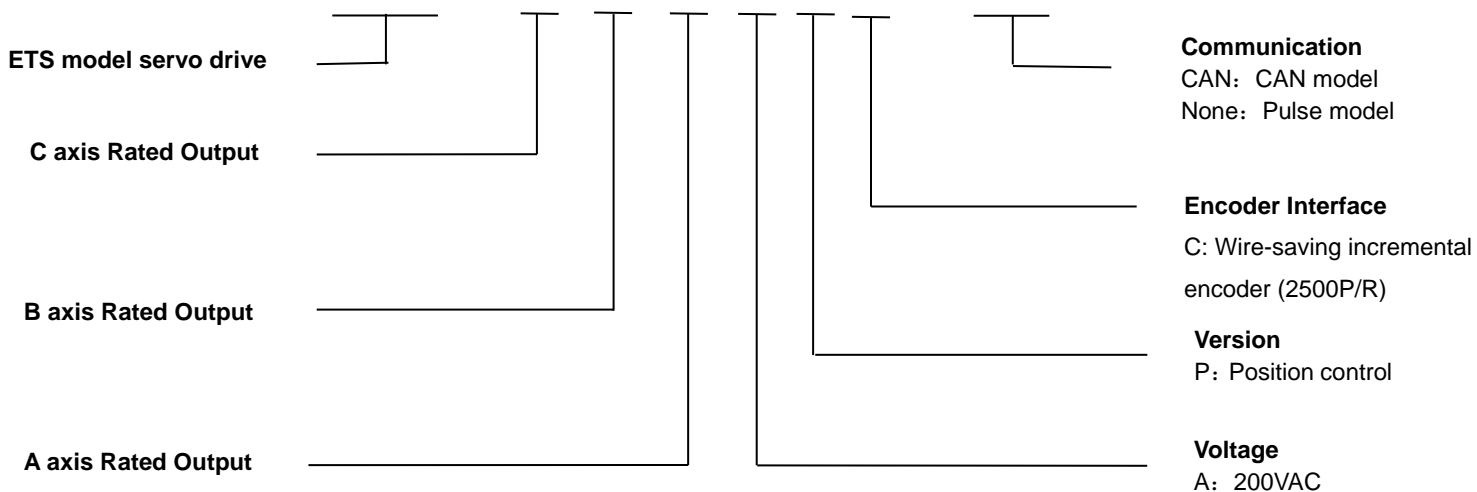 ETS model servo drive
C axis Rated Output
B axis Rated Output
A axis Rated Output
Communication
CAN：CAN model
None：Pulse model
Encoder Interface
C: Wire-saving incremental
encoder (2500P/R)
Version
P：Position control
Voltage
A：200VAC